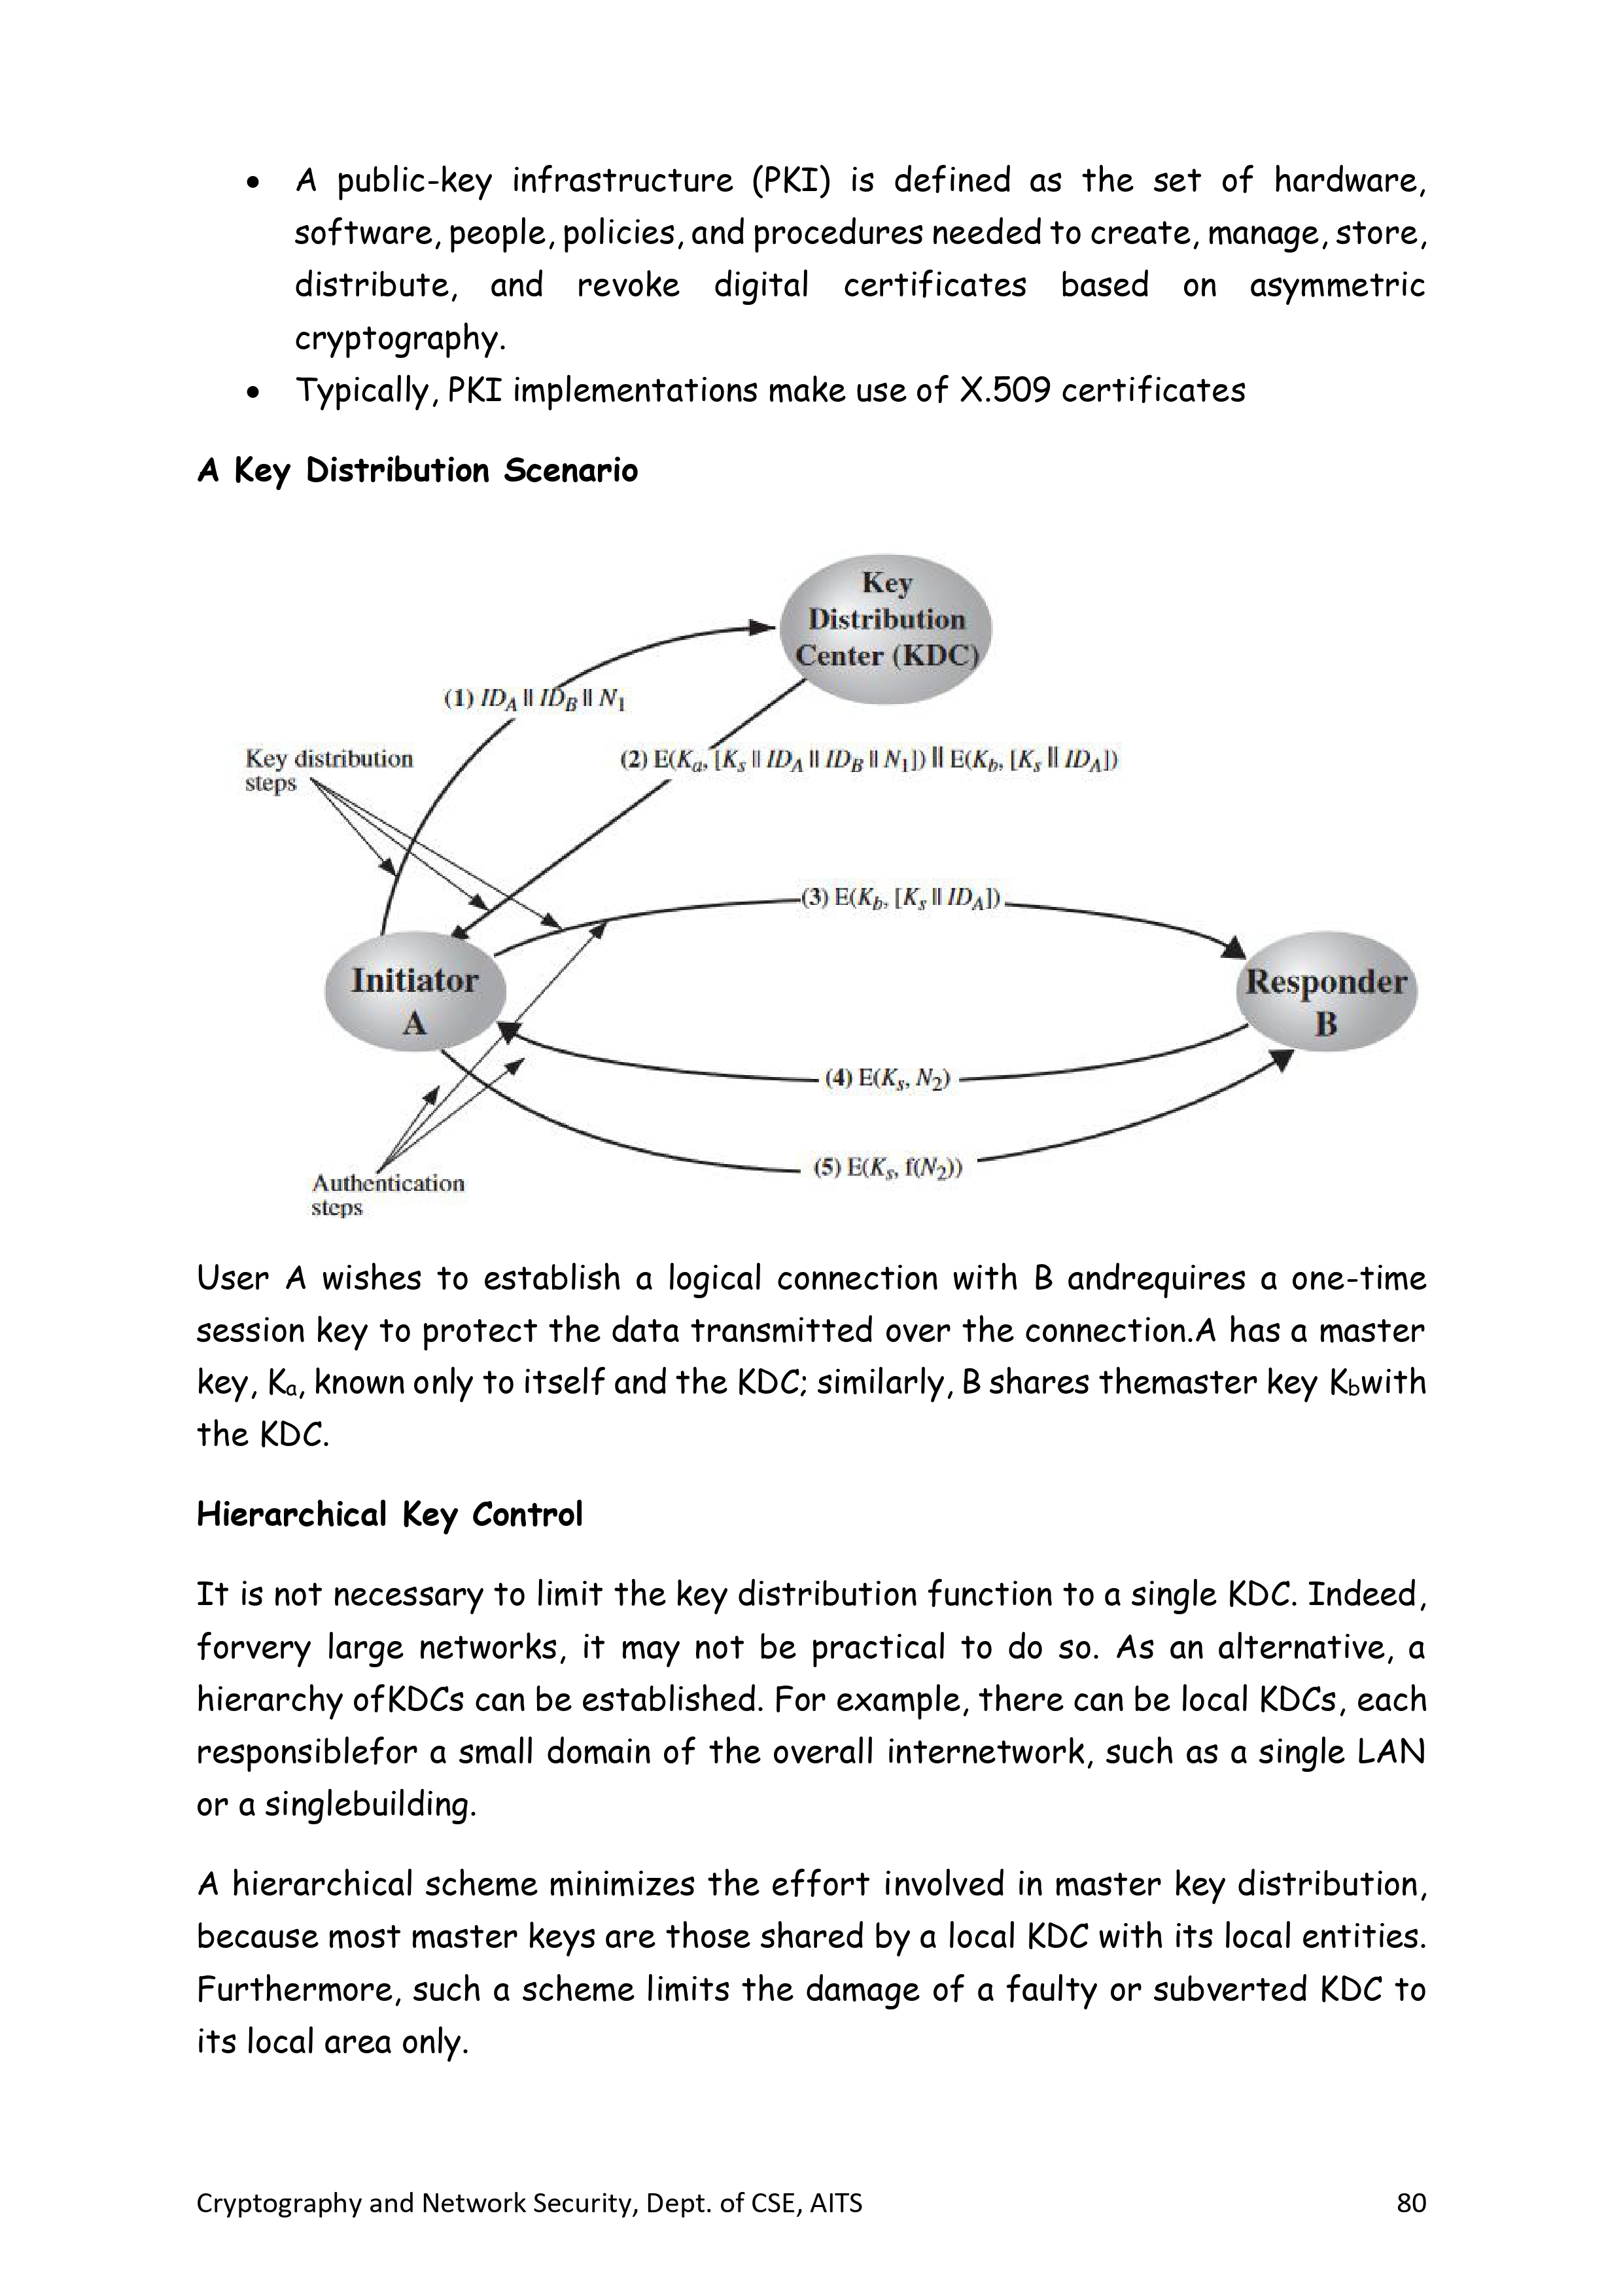 • A public-key infrastructure (PKI) is defined as the set of hardware,
software, people, policies, and procedures needed to create, manage, store,
distribute, and revoke digital certificates based on asymmetric
cryptography.
• Typically, PKI implementations make use of X.509 certificates
A Key Distribution Scenario
Key
Distribution
Center (KDC)
(1) ID_A || ID_B || N_1
Key distribution
steps
(2) E(K_a, [K_s || ID_A || ID_B || N_1]) || E(K_b, [K_s || ID_A])
(3) E(K_b, [K_s || ID_A])
Initiator
A
Responder
B
(4) E(K_s, N_2)
(5) E(K_s, f(N_2))
Authentication
steps
User A wishes to establish a logical connection with B andrequires a one-time
session key to protect the data transmitted over the connection.A has a master
key, Ka, known only to itself and the KDC; similarly, B shares themaster key Kbwith
the KDC.
Hierarchical Key Control
It is not necessary to limit the key distribution function to a single KDC. Indeed,
forvery large networks, it may not be practical to do so. As an alternative, a
hierarchy ofKDCs can be established. For example, there can be local KDCs, each
responsiblefor a small domain of the overall internetwork, such as a single LAN
or a singlebuilding.
A hierarchical scheme minimizes the effort involved in master key distribution,
because most master keys are those shared by a local KDC with its local entities.
Furthermore, such a scheme limits the damage of a faulty or subverted KDC to
its local area only.
Cryptography and Network Security, Dept. of CSE, AITS 80